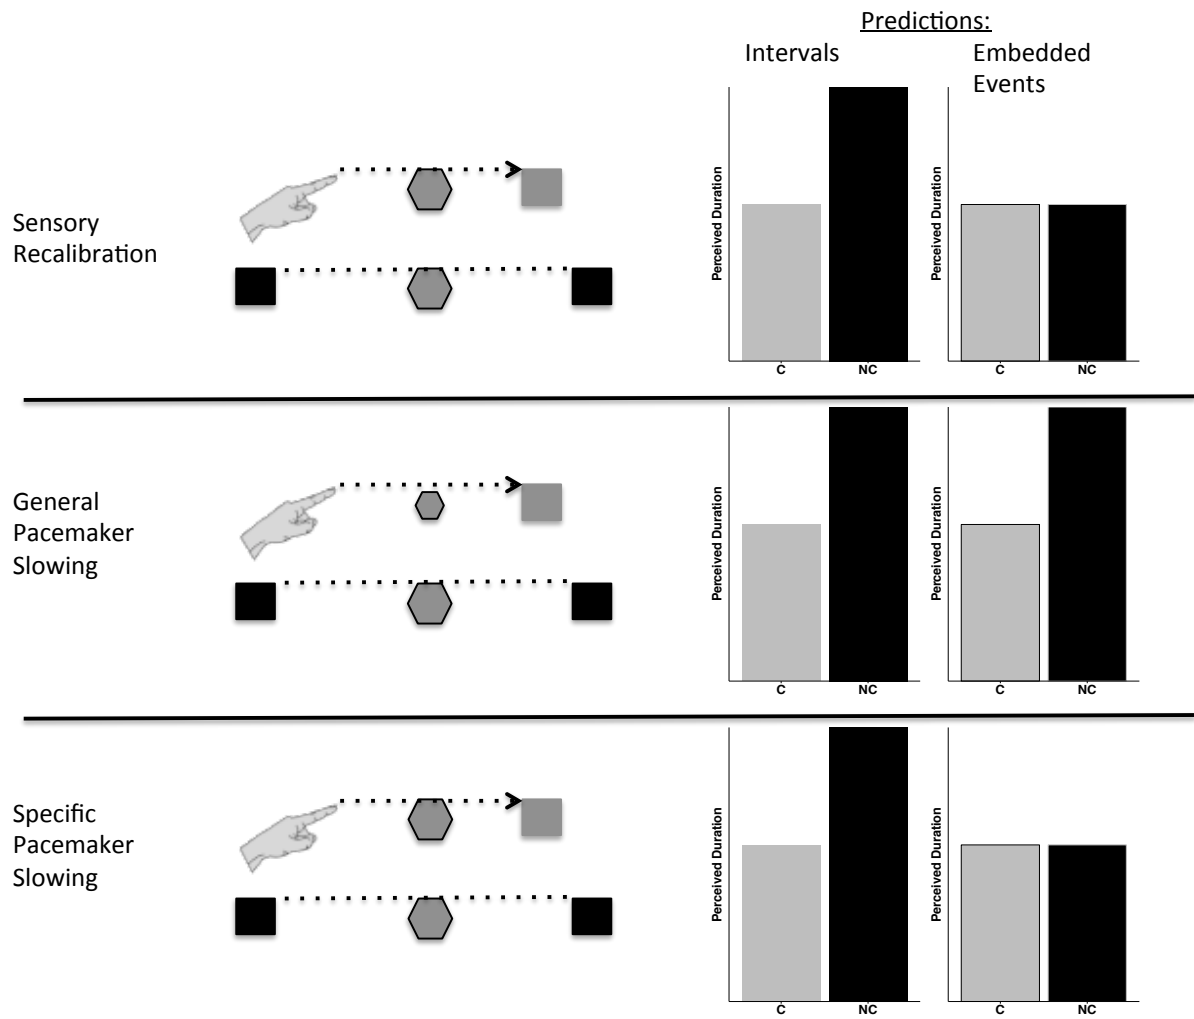 Predictions:
Intervals
Embedded
Events
Sensory
Recalibration
Perceived Duration
C
NC
Perceived Duration
C
NC
General
Pacemaker
Slowing
Perceived Duration
C
NC
Perceived Duration
C
NC
Specific
Pacemaker
Slowing
Perceived Duration
C
NC
Perceived Duration
C
NC